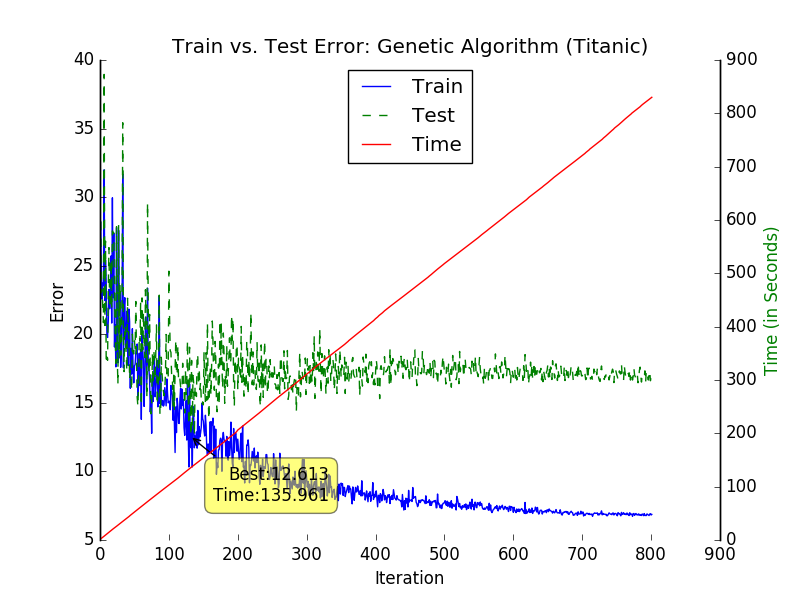 Train vs. Test Error: Genetic Algorithm (Titanic)
Train
Test
Time
Error
40
35
30
25
20
15
10
5
Best:12.613
Time:135.961
900
800
700
600
500
400
300
200
100
0
Time (in Seconds)
0 100 200 300 400 500 600 700 800 900
Iteration